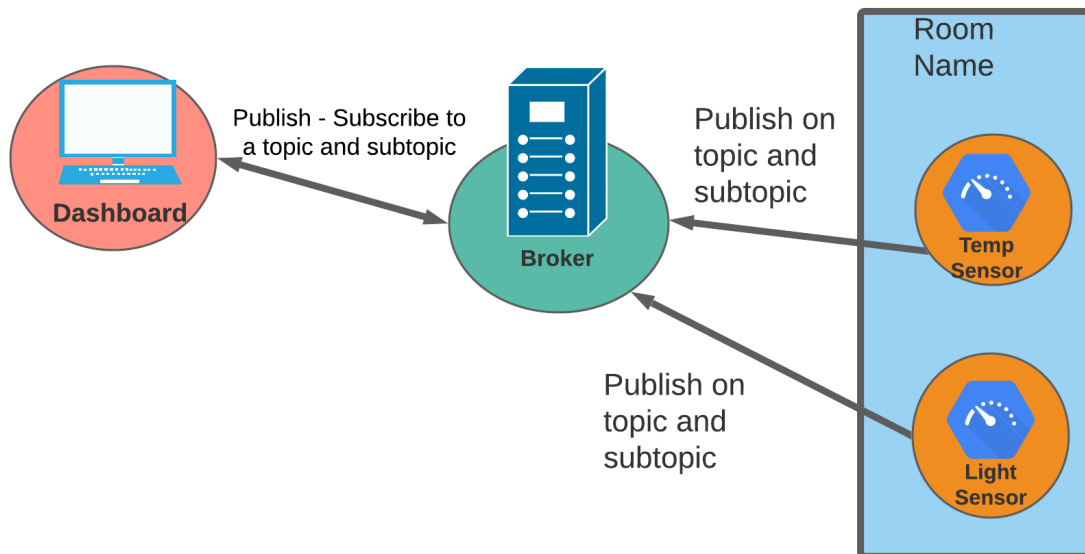 Room
Name
Publish - Subscribe to
a topic and subtopic
Dashboard
Broker
Publish on
topic and
subtopic
Temp
Sensor
Publish on
topic and
subtopic
Light
Sensor